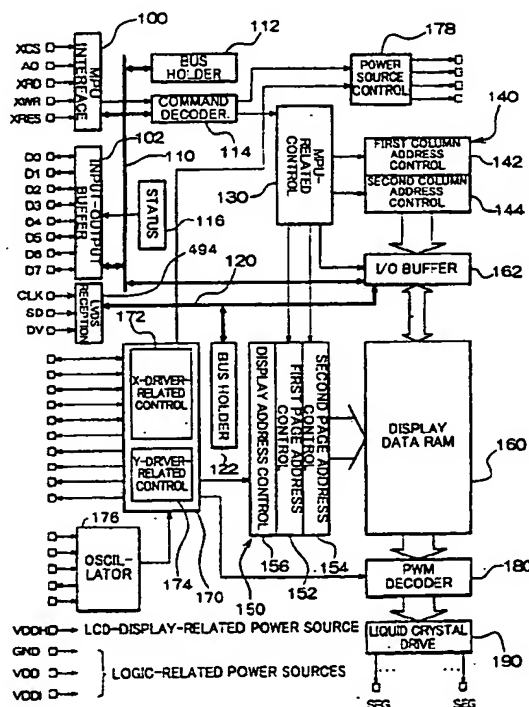 100
112
178
XCS
A0
XRD
XWR
XRES
MPU
INTERFACE
BUS
HOLDER
COMMAND
DECODER.
114
POWER
SOURCE
CONTROL
102
110
D0
D1
D2
D3
D4
D5
D6
D7
INPUT-OUTPUT
BUFFER
STATUS
116
130
MPU-
RELATED
CONTROL
140
FIRST COLUMN
ADDRESS
CONTROL
142
SECOND COLUMN
ADDRESS
CONTROL
144
494
120
I/O BUFFER
162
CLK
SD
DV
LVDS
RECEPTION
172
X-DRIVER-
RELATED
CONTROL
Y-DRIVER-
RELATED
CONTROL
BUS HOLDER
122
DISPLAY ADDRESS CONTROL
FIRST PAGE ADDRESS
CONTROL
SECOND PAGE ADDRESS
CONTROL
DISPLAY
DATA RAM
160
176
OSCIL-
LATOR
174
170
150
156
152
154
PWM
DECODER
180
LIQUID CRYSTAL
DRIVE
190
VDDH
LCD-DISPLAY-RELATED POWER SOURCE
GND
VDD
VDDI
LOGIC-RELATED POWER SOURCES
SEG
SEG